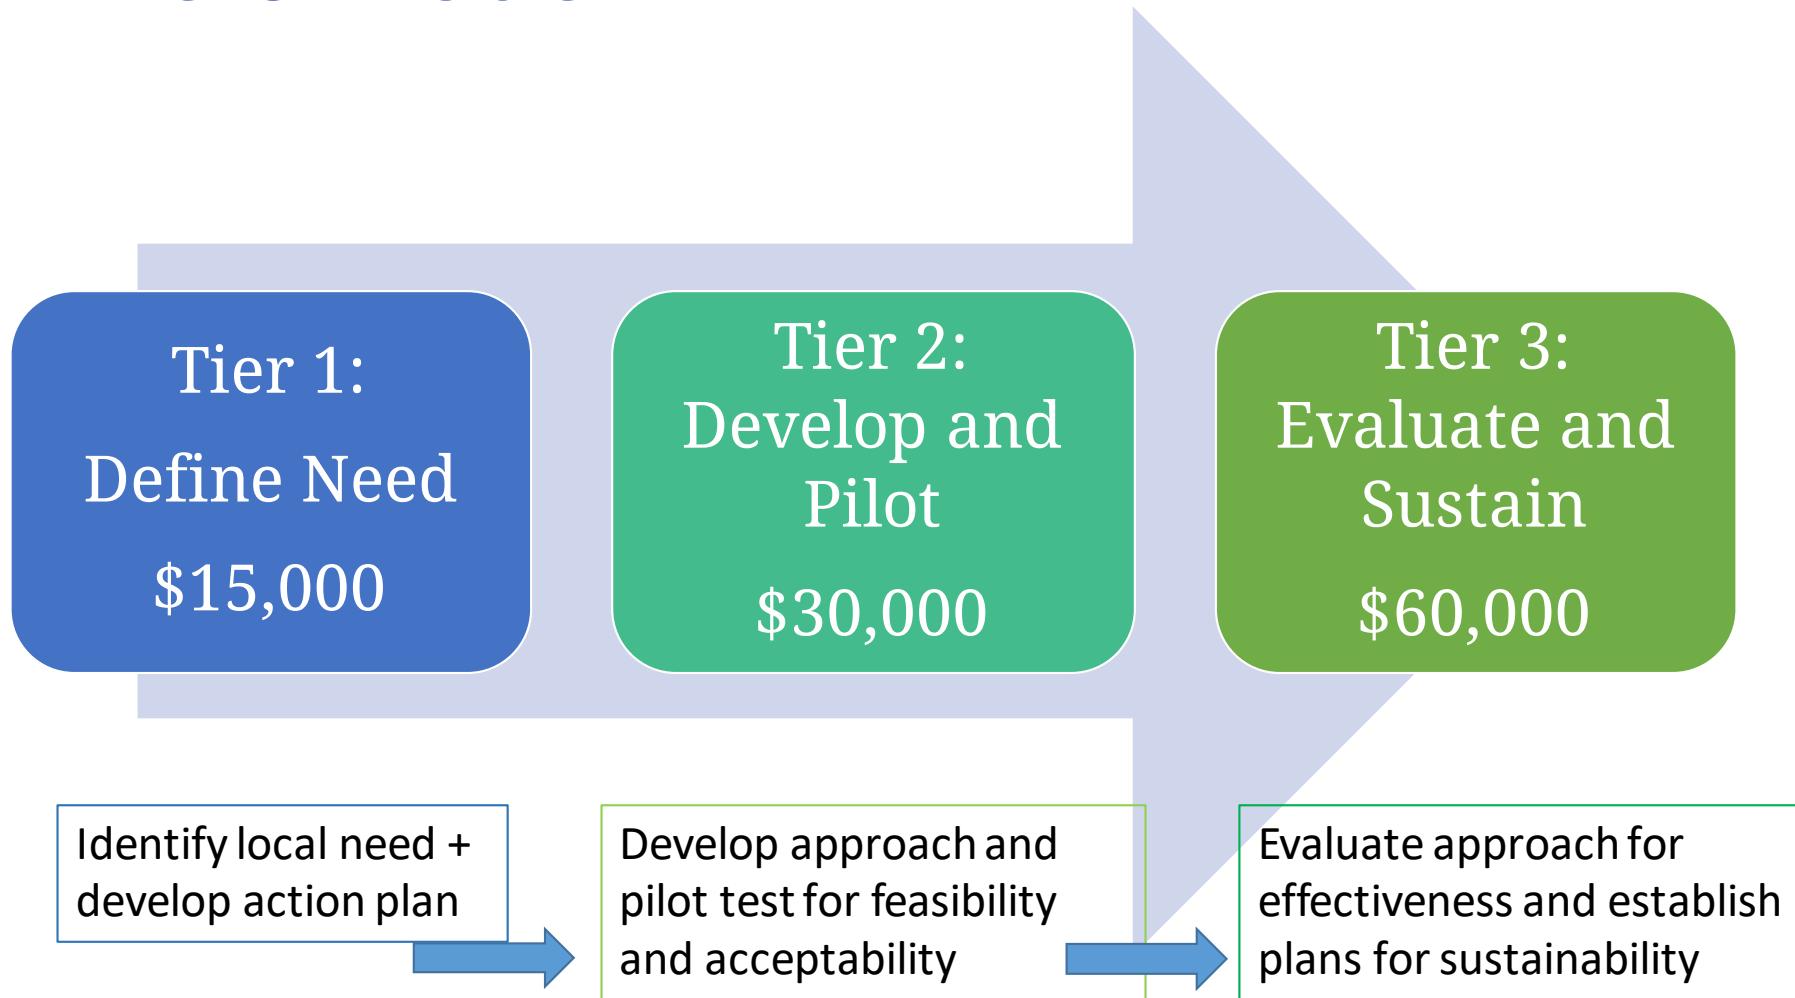 Tier 1:
Define Need
$15,000
Tier 2:
Develop and
Pilot
$30,000
Tier 3:
Evaluate and
Sustain
$60,000
Identify local need +
develop action plan
Develop approach and
pilot test for feasibility
and acceptability
Evaluate approach for
effectiveness and establish
plans for sustainability